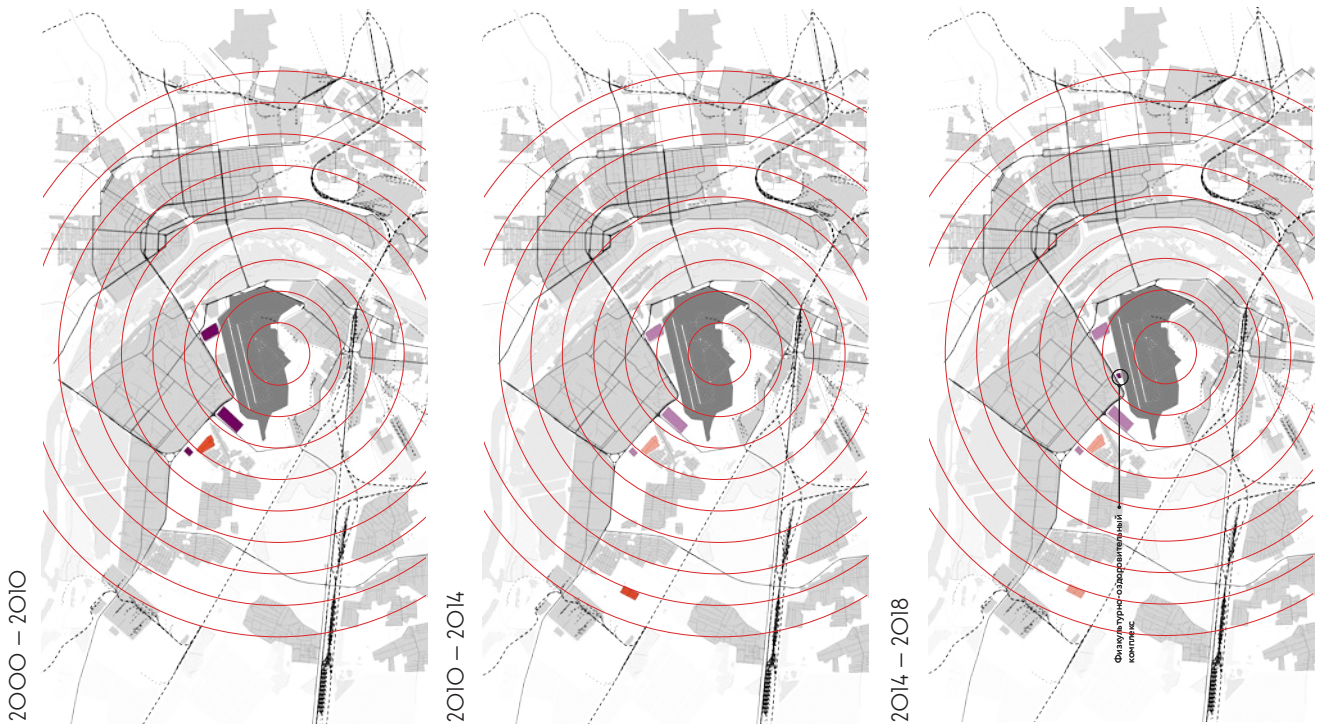 2000 – 2010
2010 – 2014
2014 – 2018
Физкультурно-оздоровительный
комплекс